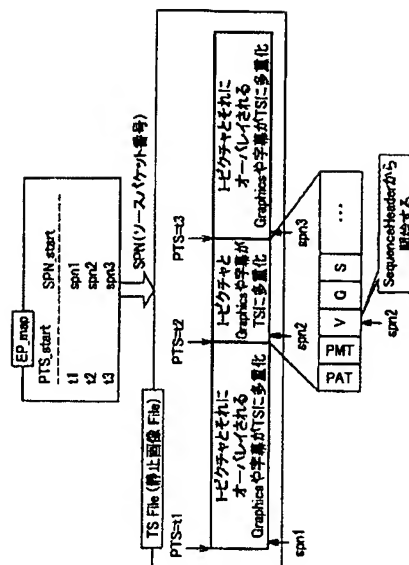 EP_map
PTS_start SPN_start
t1 spn1
t2 spn2
t3 spn3
SPN(ソースパケット番号)
TS File (静止画像 File)
PTS=t1
PTS=t2
PTS=t3
I-ピクチャとそれに
オーバレイされる
Graphicsや字幕がTSに多重化
I-ピクチャと
Graphicsや字幕が
TSに多重化
I-ピクチャとそれに
オーバレイされる
Graphicsや字幕がTSに多重化
spn1
spn2
spn3
PAT PMT V G S …
spn2
SequenceHeaderから
開始する